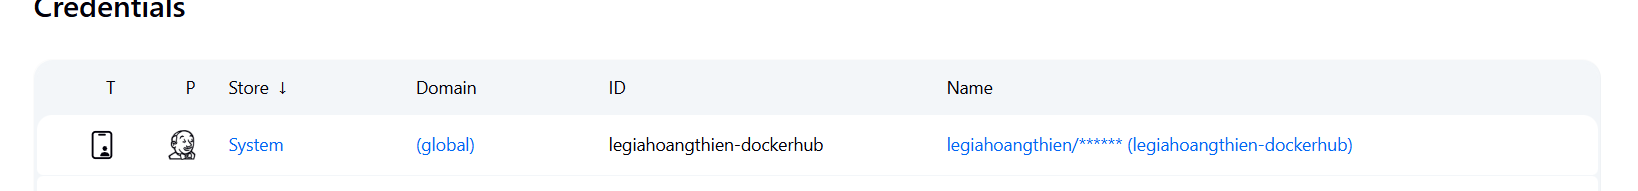 Credentials
T P Store ↓ Domain ID Name
System (global) legiahoangthien-dockerhub legiahoangthien/****** (legiahoangthien-dockerhub)